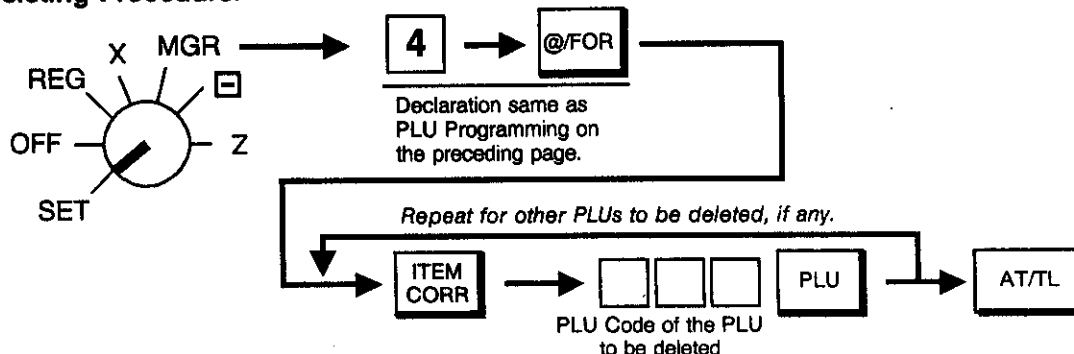 Procedure:
MGR
X
REG
OFF
SET
Z
4
@/FOR
Declaration same as
PLU Programming on
the preceding page.
Repeat for other PLUs to be deleted, if any.
ITEM
CORR
PLU
AT/TL
PLU Code of the PLU
to be deleted